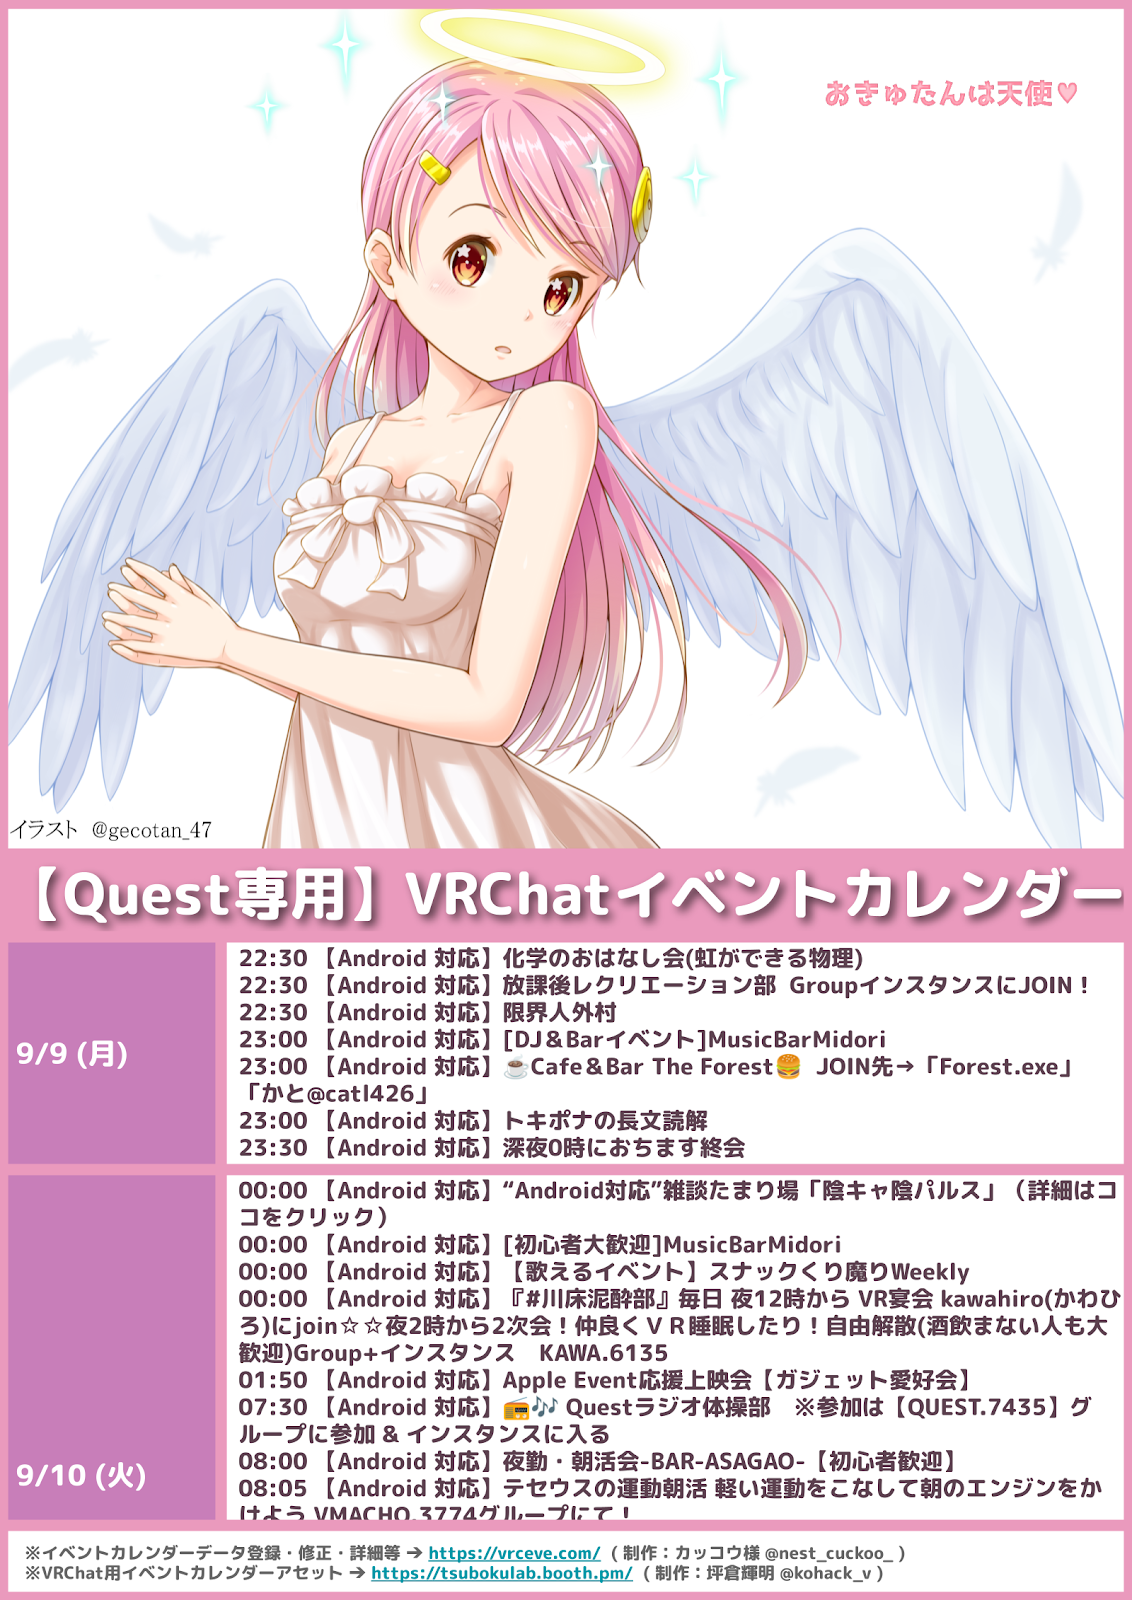 おきゅたんは天使♥
イラスト @gecotan_47
【Quest専用】VRChatイベントカレンダー
9/9 (月)
22:30 【Android 対応】化学のおはなし会(虹ができる物理)
22:30 【Android 対応】放課後レクリエーション部 GroupインスタンスにJOIN！
22:30 【Android 対応】限界人外村
23:00 【Android 対応】[DJ＆Barイベント]MusicBarMidori
23:00 【Android 対応】☕Cafe＆Bar The Forest🍔 JOIN先→「Forest.exe」
「かと@catl426」
23:00 【Android 対応】トキポナの長文読解
23:30 【Android 対応】深夜0時におちます終会
9/10 (火)
00:00 【Android 対応】“Android対応”雑談たまり場「陰キャ陰パルス」（詳細はコ
コをクリック）
00:00 【Android 対応】[初心者大歓迎]MusicBarMidori
00:00 【Android 対応】【歌えるイベント】スナックくり魔りWeekly
00:00 【Android 対応】『#川床泥酔部』毎日 夜12時から VR宴会 kawahiro(かわひ
ろ)にjoin☆☆夜2時から2次会！仲良くＶＲ睡眠したり！自由解散(酒飲まない人も大
歓迎)Group+インスタンス　KAWA.6135
01:50 【Android 対応】Apple Event応援上映会【ガジェット愛好会】
07:30 【Android 対応】📻🎶 Questラジオ体操部　※参加は【QUEST.7435】グ
ループに参加 & インスタンスに入る
08:00 【Android 対応】夜勤・朝活会-BAR-ASAGAO-【初心者歓迎】
08:05 【Android 対応】テセウスの運動朝活 軽い運動をこなして朝のエンジンをか
けよう VMACHO.3774グループにて！
※イベントカレンダーデータ登録・修正・詳細等 ➔ https://vrceve.com/ （制作：カッコウ様 @nest_cuckoo_ ）
※VRChat用イベントカレンダーアセット ➔ https://tsubokulab.booth.pm/ （制作：坪倉輝明 @kohack_v ）